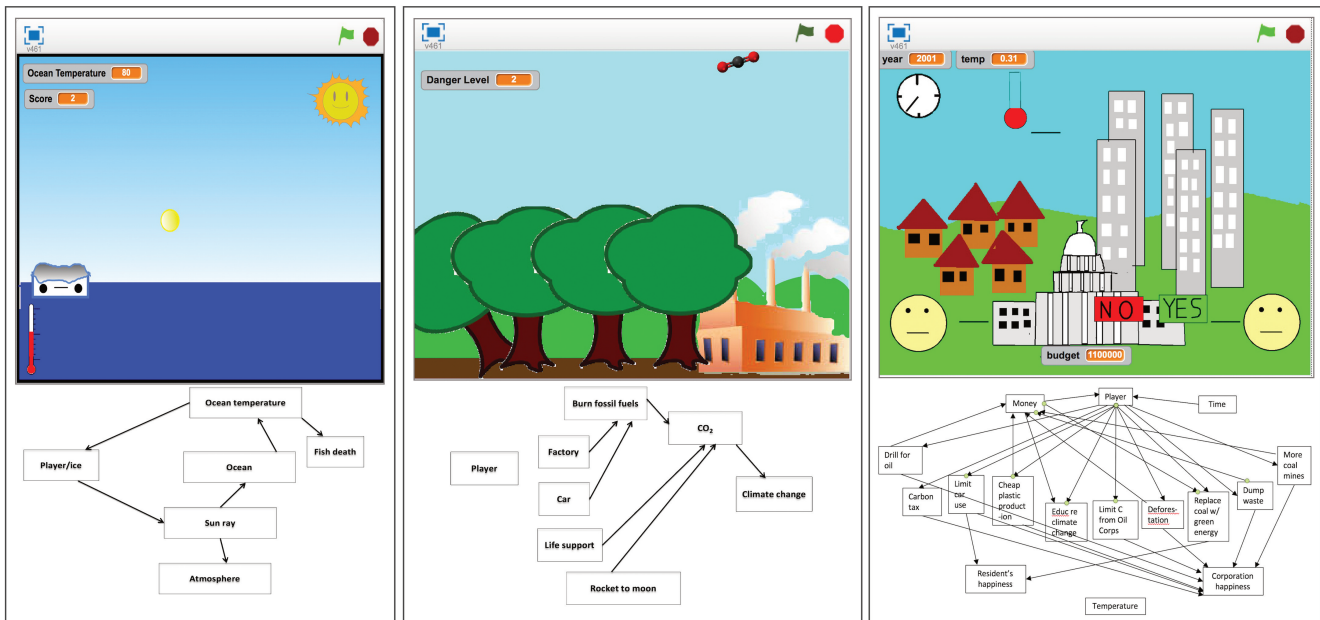 v461
Ocean Temperature 80
Score 2
Ocean temperature
Player/ice
Fish death
Ocean
Sun ray
Atmosphere
v461
Danger Level 2
Burn fossil fuels
CO₂
Factory
Player
Car
Climate change
Life support
Rocket to moon
v461
year 2001 temp 0.31
NO YES
budget 1100000
Money
Player
Time
Drill for
oil
More
coal
mines
Carbon
tax
Limit
car
use
Cheap
plastic
product
-ion
Educ re
climate
change
Limit C
from Oil
Corps
Defores-
tation
Replace
coal w/
green
energy
Dump
waste
Resident's
happiness
Corporation
happiness
Temperature